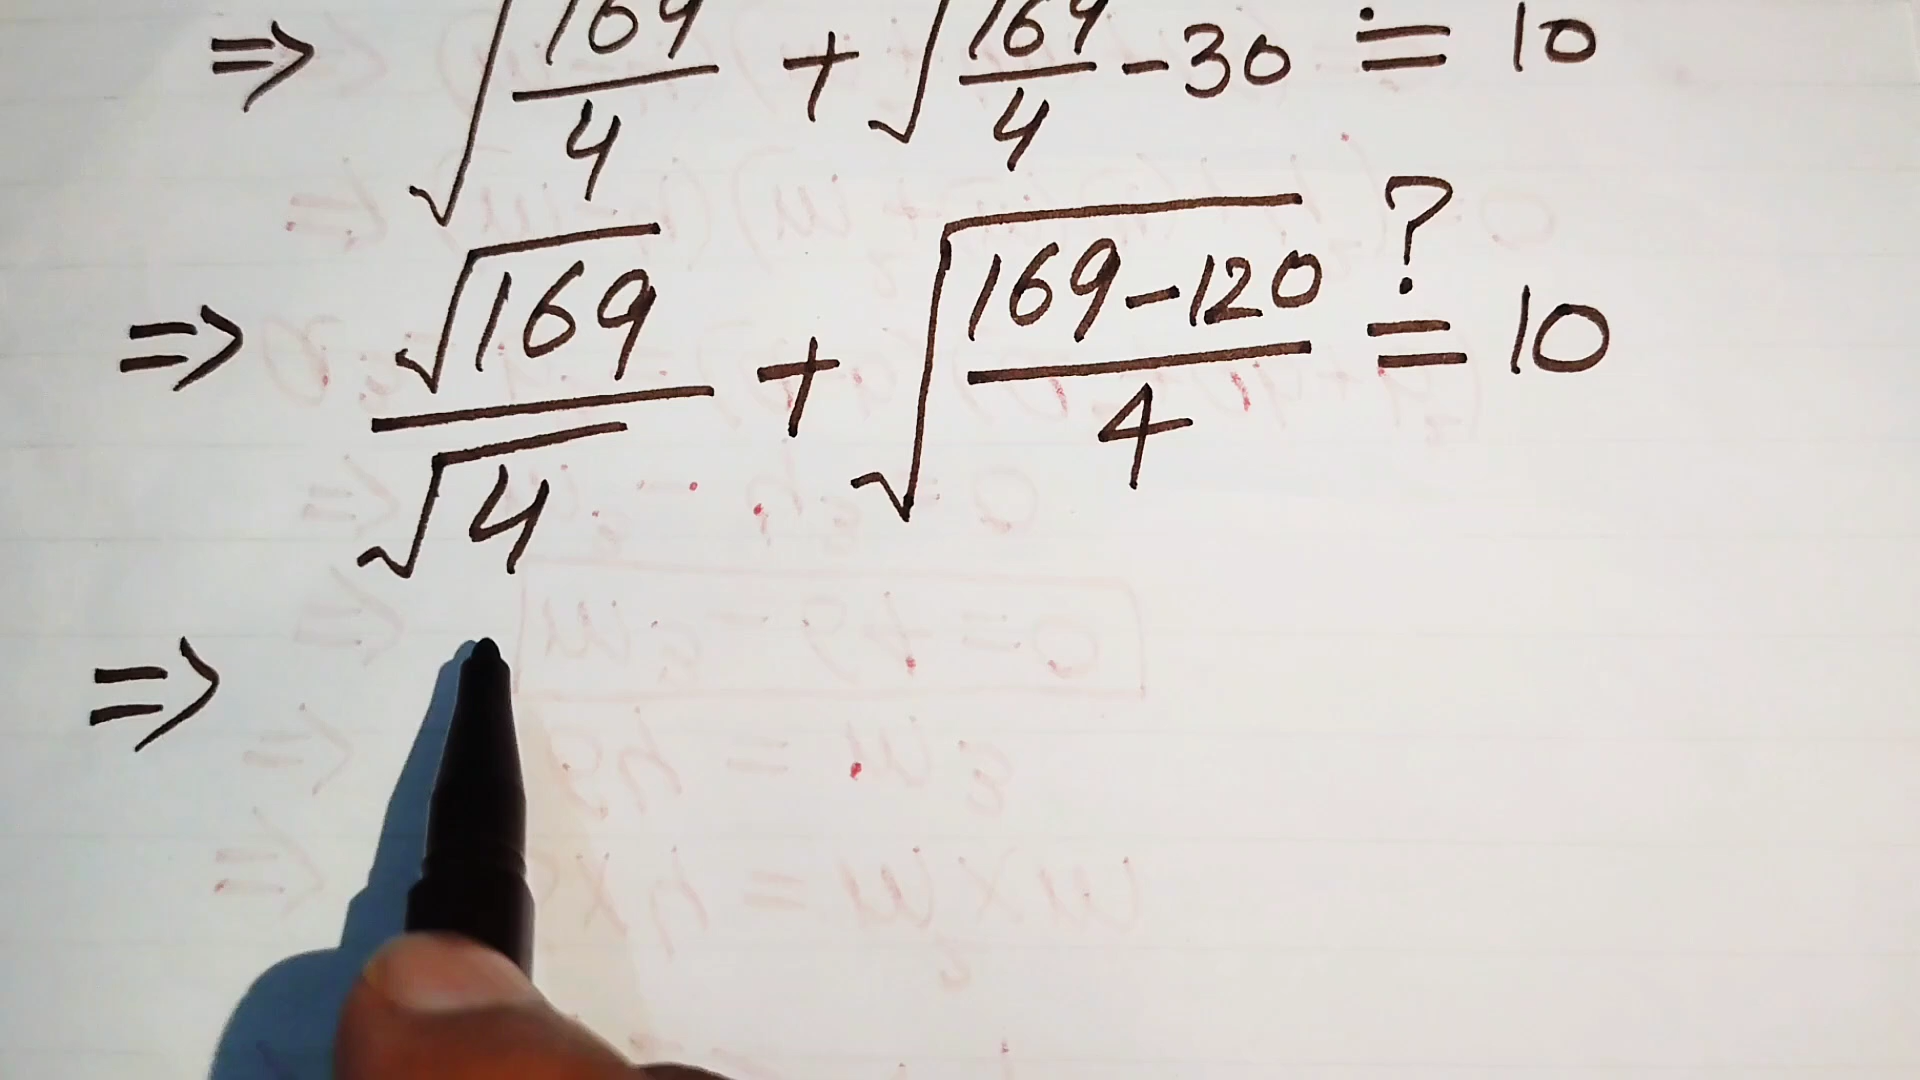 ⇒ √169/4 + √169/4 - 30 ≟ 10
⇒ √169/√4 + √(169-120)/4 ≟ 10
⇒